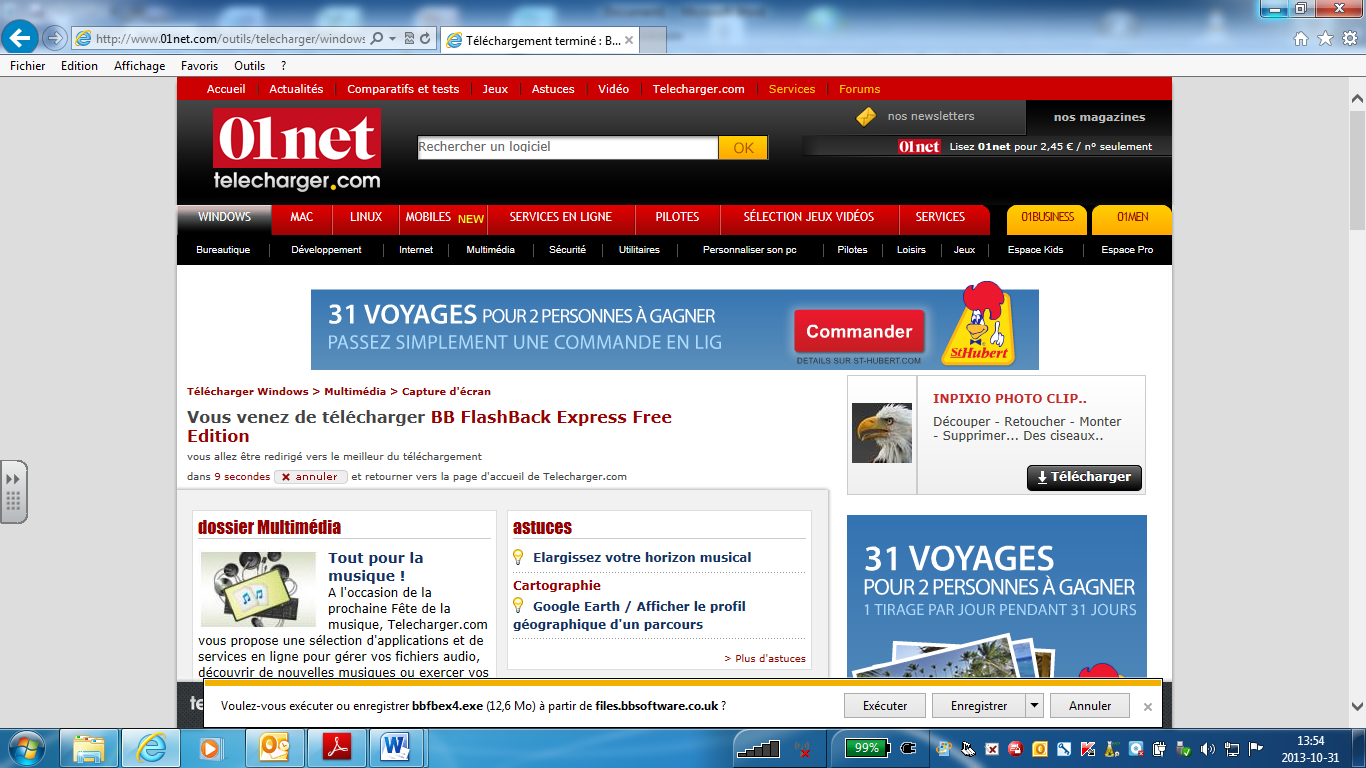 http://www.01net.com/outils/telecharger/windows
Téléchargement terminé : B...
Fichier Edition Affichage Favoris Outils ?
Accueil Actualités Comparatifs et tests Jeux Astuces Vidéo Telecharger.com Services Forums
nos newsletters
nos magazines
01net
telecharger.com
Rechercher un logiciel
OK
01net Lisez 01net pour 2,45 € / n° seulement
WINDOWS MAC LINUX MOBILES NEW SERVICES EN LIGNE PILOTES SÉLECTION JEUX VIDÉOS SERVICES 01BUSINESS 01MEN
Bureautique Développement Internet Multimédia Sécurité Utilitaires Personnaliser son pc Pilotes Loisirs Jeux Espace Kids Espace Pro
31 VOYAGES POUR 2 PERSONNES À GAGNER
PASSEZ SIMPLEMENT UNE COMMANDE EN LIG
Commander
DETAILS SUR ST-HUBERT.COM
StHubert
Télécharger Windows > Multimédia > Capture d'écran
Vous venez de télécharger BB FlashBack Express Free
Edition
vous allez être redirigé vers le meilleur du téléchargement
dans 9 secondes annuler et retourner vers la page d'accueil de Telecharger.com
INPIXIO PHOTO CLIP..
Découper - Retoucher - Monter
- Supprimer... Des ciseaux..
Télécharger
dossier Multimédia
Tout pour la
musique !
A l'occasion de la
prochaine Fête de la
musique, Telecharger.com
vous propose une sélection d'applications et de
services en ligne pour gérer vos fichiers audio,
découvrir de nouvelles musiques ou exercer vos
astuces
Elargissez votre horizon musical
Cartographie
Google Earth / Afficher le profil
géographique d'un parcours
> Plus d'astuces
31 VOYAGES
POUR 2 PERSONNES À GAGNER
1 TIRAGE PAR JOUR PENDANT 31 JOURS
Voulez-vous exécuter ou enregistrer bbfbex4.exe (12,6 Mo) à partir de files.bbsoftware.co.uk ?
Exécuter
Enregistrer
Annuler
99%
13:54
2013-10-31